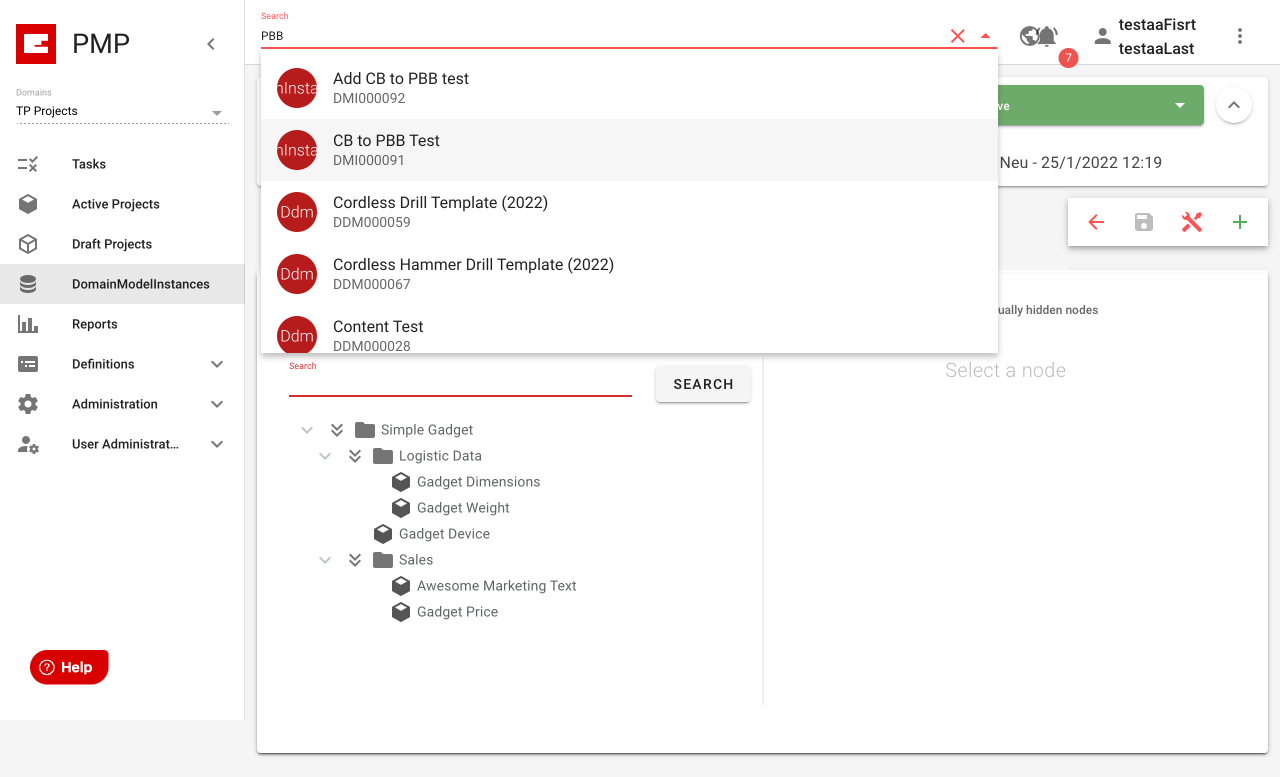 PMP
Domains
TP Projects
Tasks
Active Projects
Draft Projects
DomainModelInstances
Reports
Definitions
Administration
User Administrat...
Help
Search
PBB
7
testaaFisrt
testaaLast
nInsta
Add CB to PBB test
DMI000092
nInsta
CB to PBB Test
DMI000091
Ddm
Cordless Drill Template (2022)
DDM000059
Ddm
Cordless Hammer Drill Template (2022)
DDM000067
Ddm
Content Test
DDM000028
ve
Neu - 25/1/2022 12:19
ually hidden nodes
Search
SEARCH
Select a node
Simple Gadget
Logistic Data
Gadget Dimensions
Gadget Weight
Gadget Device
Sales
Awesome Marketing Text
Gadget Price